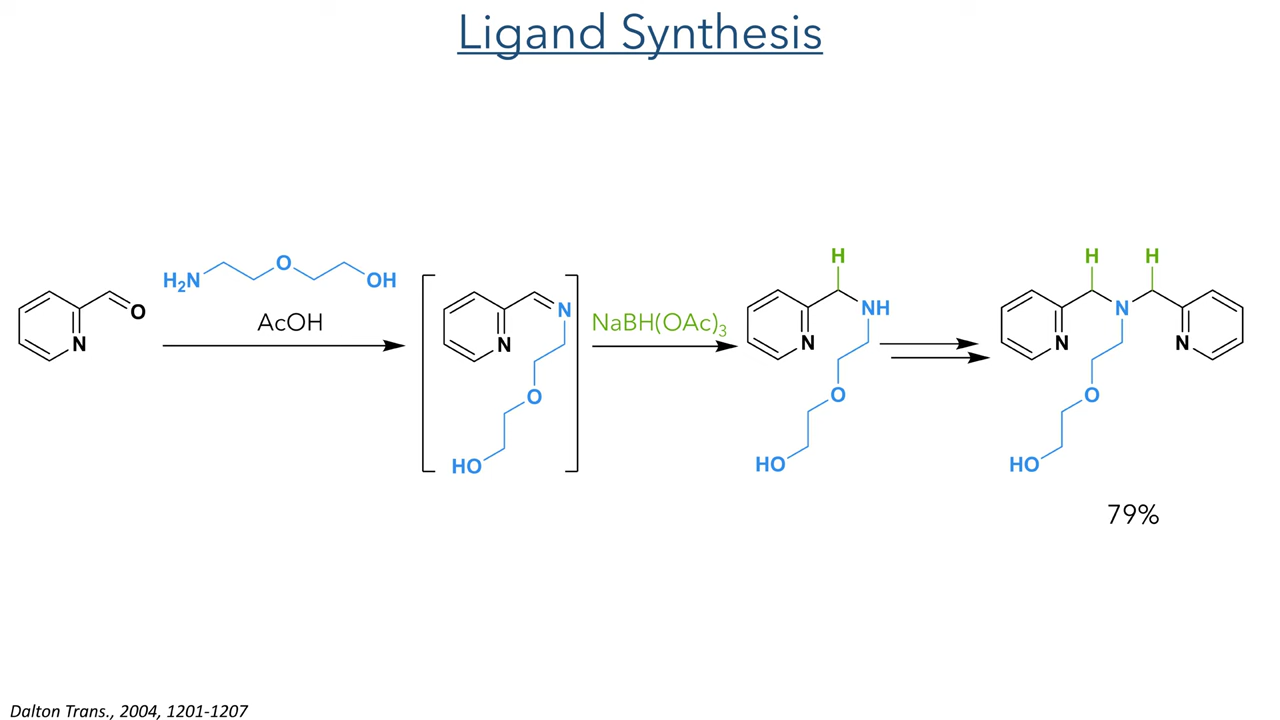 Ligand Synthesis
H₂N
O
OH
AcOH
O
N
N
N
O
HO
NaBH(OAc)₃
H
NH
N
O
HO
H
H
N
N
N
O
HO
79%
Dalton Trans., 2004, 1201-1207